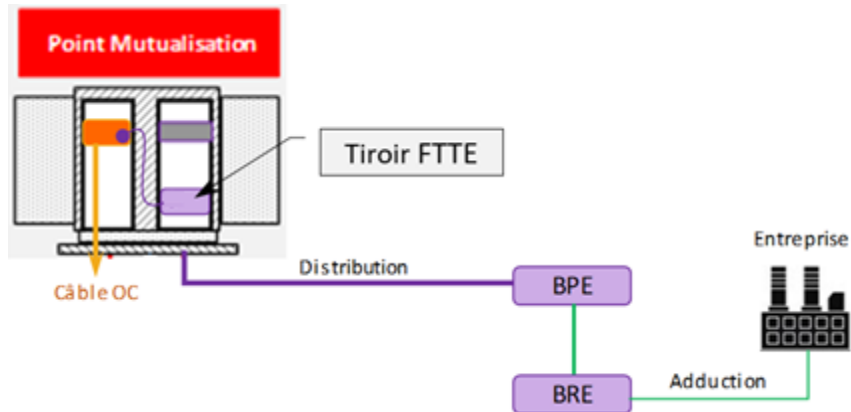 Point Mutualisation
Tiroir FTTE
Entreprise
Distribution
BPE
Câble OC
Adduction
BRE